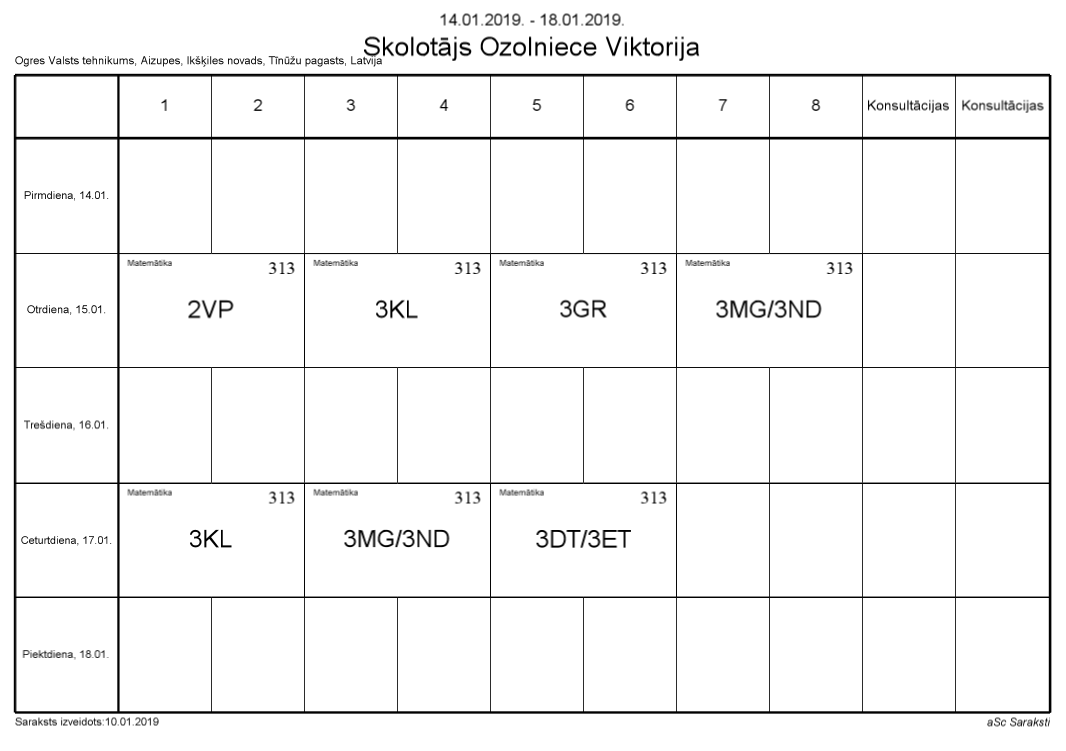 14.01.2019. - 18.01.2019.
Skolotājs Ozolniece Viktorija
Ogres Valsts tehnikums, Aizupes, Ikšķiles novads, Tīnūžu pagasts, Latvija
1 2 3 4 5 6 7 8 Konsultācijas Konsultācijas
Pirmdiena, 14.01.
Matemātika 313 Matemātika 313 Matemātika 313 Matemātika 313
Otrdiena, 15.01. 2VP 3KL 3GR 3MG/3ND
Trešdiena, 16.01.
Matemātika 313 Matemātika 313 Matemātika 313
Ceturtdiena, 17.01. 3KL 3MG/3ND 3DT/3ET
Piektdiena, 18.01.
Saraksts izveidots:10.01.2019 aSc Saraksti